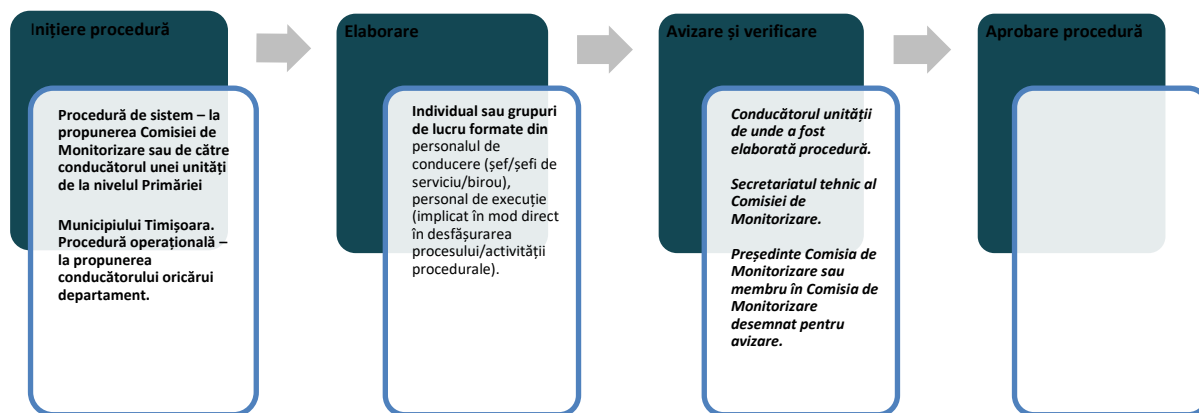 Inițiere procedură
Procedură de sistem – la
propunerea Comisiei de
Monitorizare sau de către
conducătorul unei unități
de la nivelul Primăriei
Municipiului Timișoara.
Procedură operațională –
la propunerea
conducătorului oricărui
departament.
Elaborare
Individual sau grupuri
de lucru formate din
personalul de
conducere (șef/șefi de
serviciu/birou),
personal de execuție
(implicat în mod direct
în desfășurarea
procesului/activității
procedurale).
Avizare și verificare
Conducătorul unității
de unde a fost
elaborată procedură.
Secretariatul tehnic al
Comisiei de
Monitorizare.
Președinte Comisia de
Monitorizare sau
membru în Comisia de
Monitorizare
desemnat pentru
avizare.
Aprobare procedură